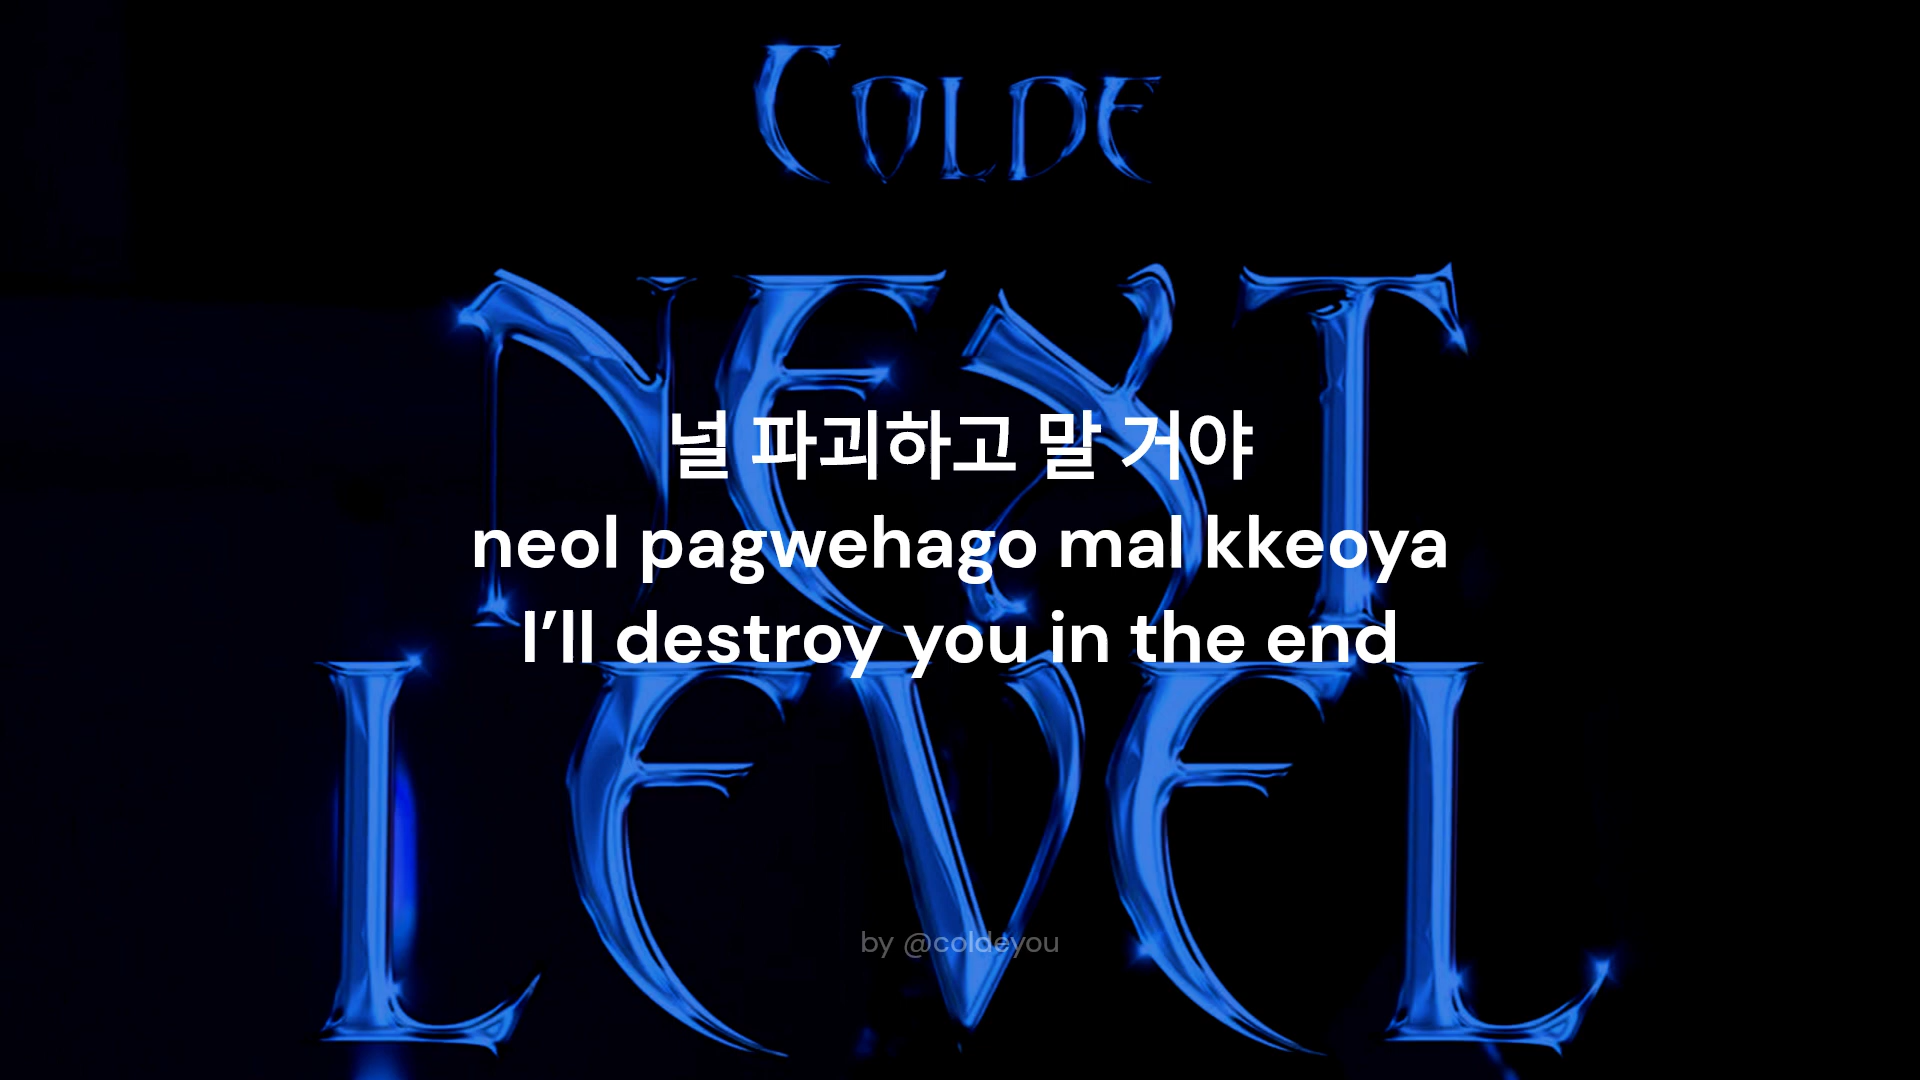 COLDE
NEXT
널 파괴하고 말 거야
neol pagwehago mal kkeoya
I’ll destroy you in the end
LEVEL
by @coldeyou